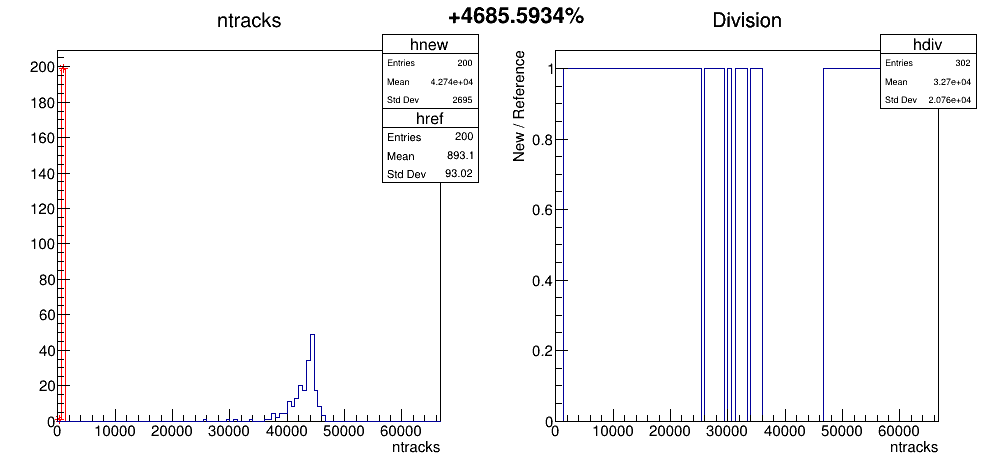 +4685.5934%
ntracks
hnew
Entries 200
Mean 4.274e+04
Std Dev 2695
href
Entries 200
Mean 893.1
Std Dev 93.02
200
180
160
140
120
100
80
60
40
20
0
0 10000 20000 30000 40000 50000 60000
ntracks
Division
hdiv
Entries 302
Mean 3.27e+04
Std Dev 2.076e+04
New / Reference
1
0.8
0.6
0.4
0.2
0
0 10000 20000 30000 40000 50000 60000
ntracks